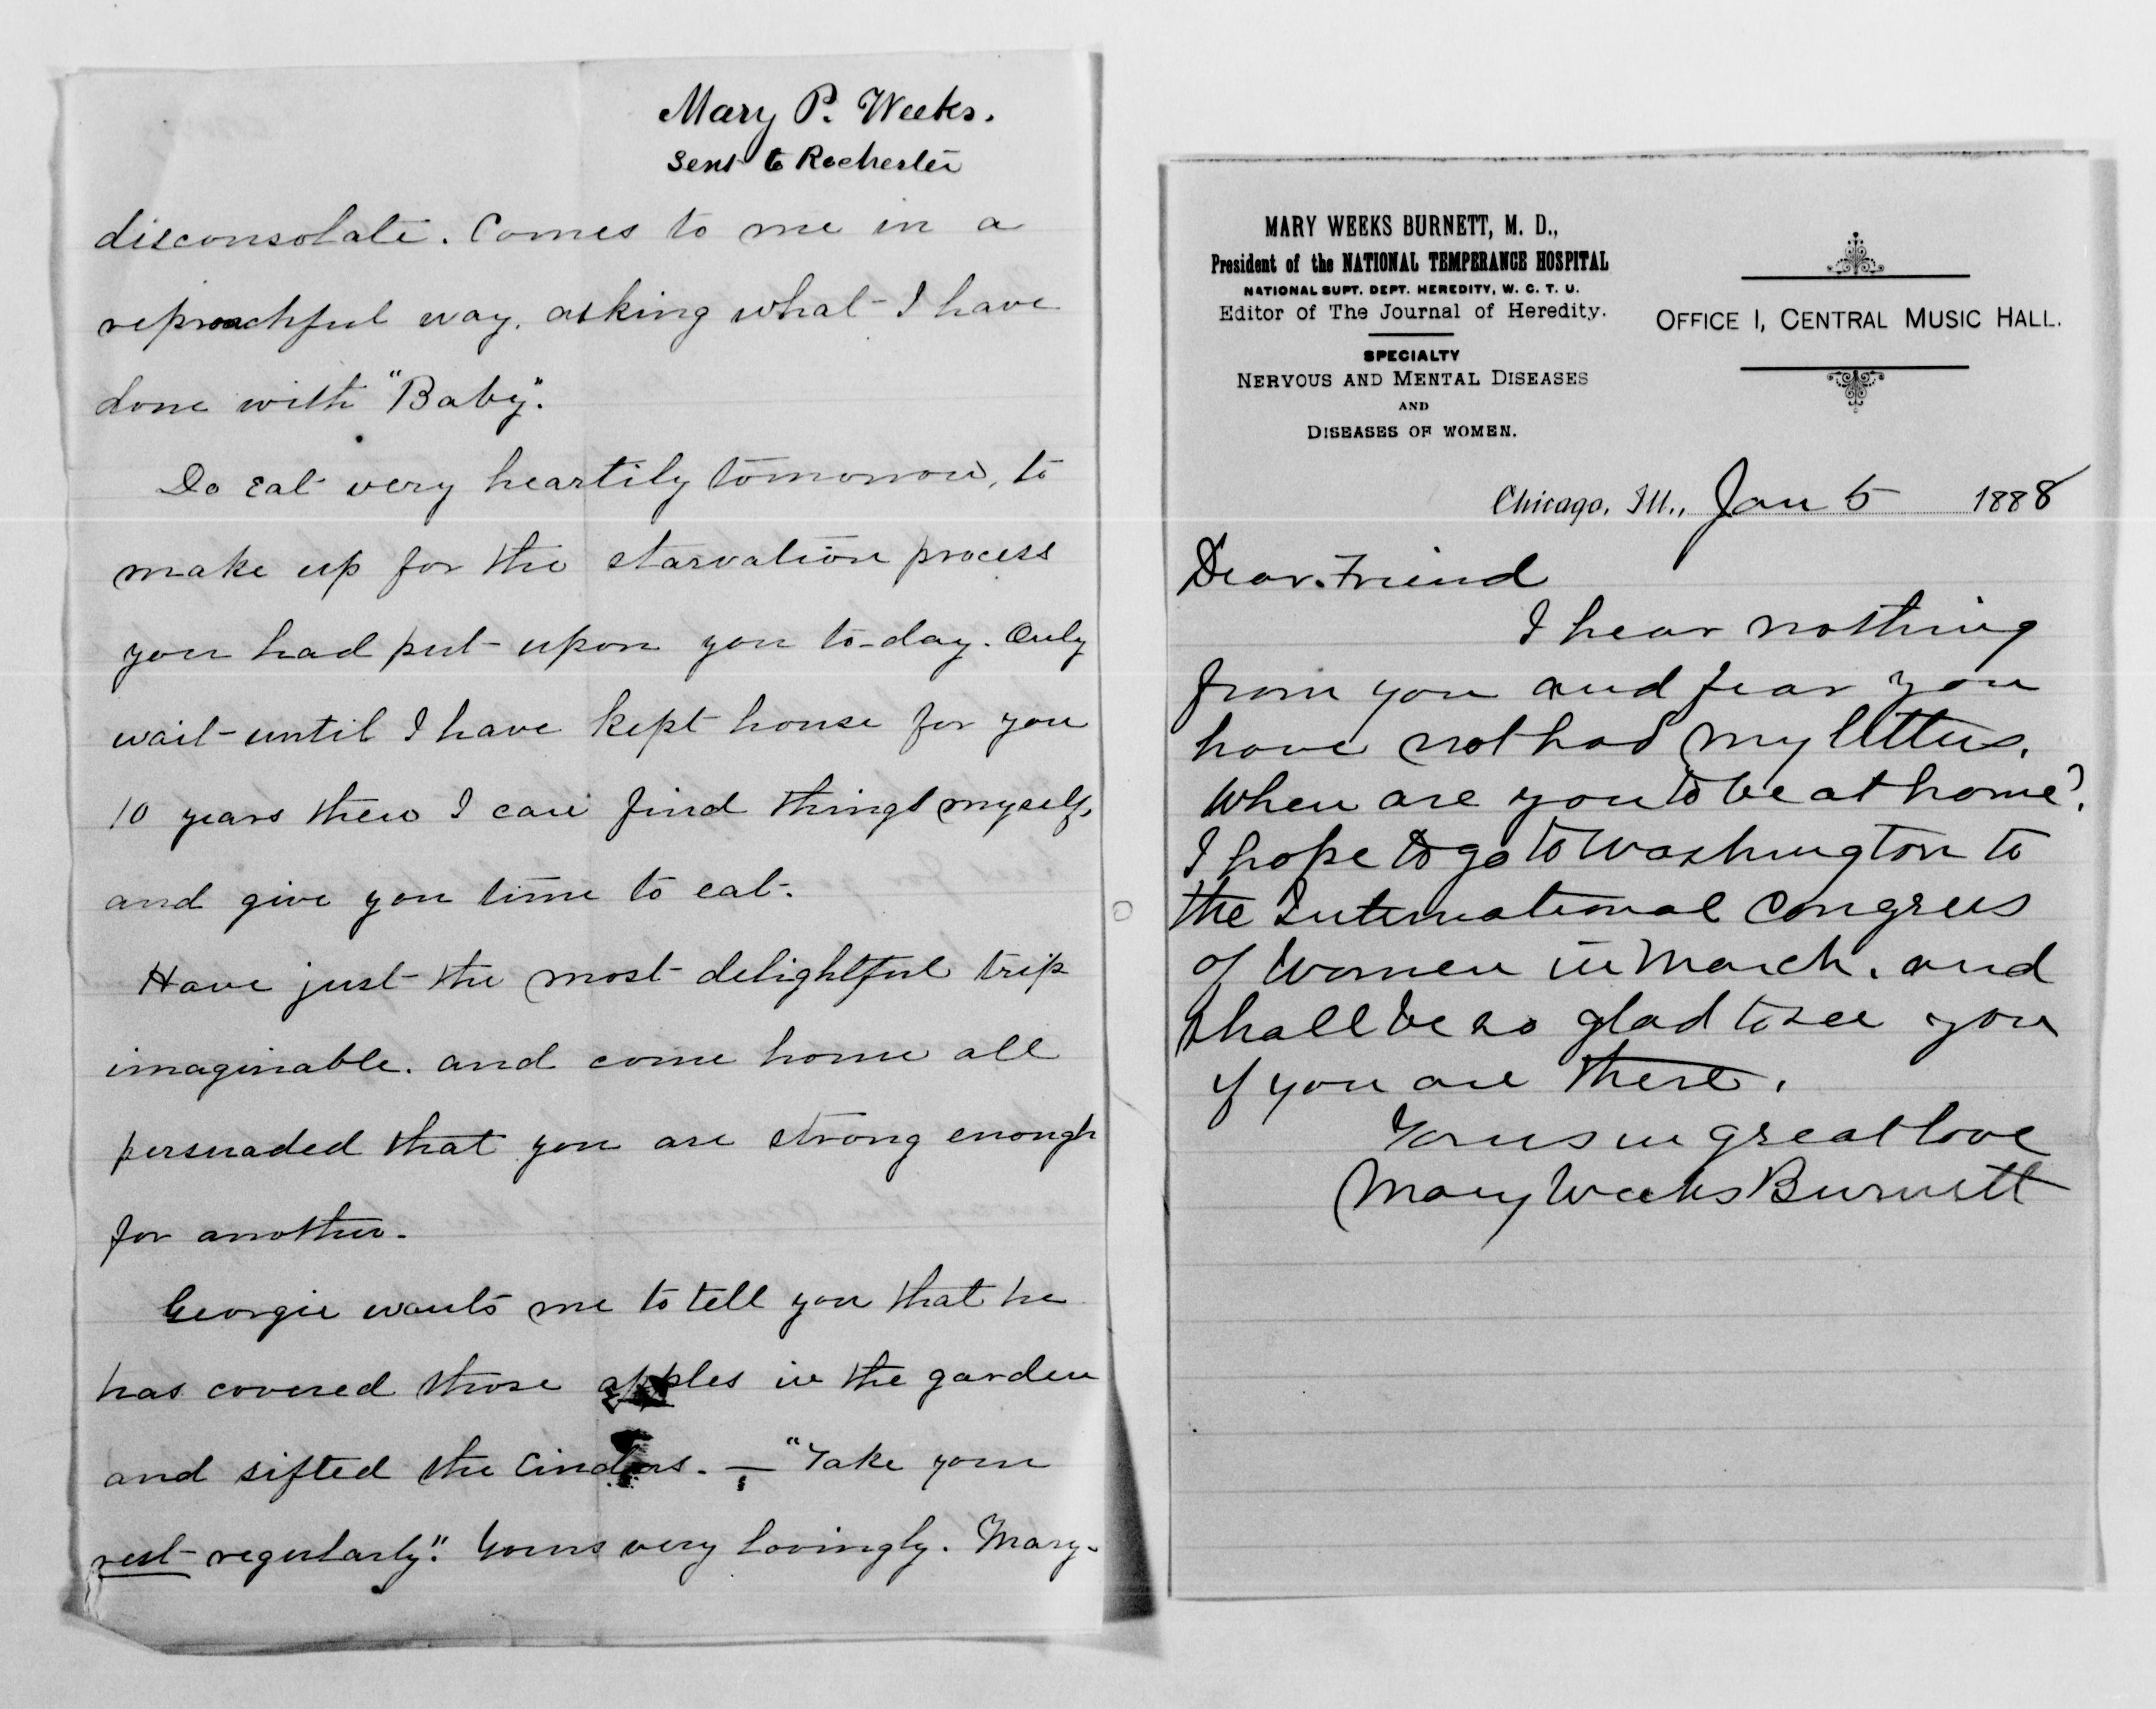 Mary P. Weeks.
Sent to Rochester
disconsolate. Comes to me in a
reproachful way, asking what I have
done with "Baby".
Do eat very heartily tomorrow, to
make up for the starvation process
you had put upon you to-day. Only
wait until I have kept house for you
10 years then I can find things myself,
and give you time to eat.
Have just the most delightful trip
imaginable. and come home all
persuaded that you are strong enough
for another.
Georgie wants me to tell you that he
has covered those apples in the garden
and sifted the cinders. — "Take your
rest regularly". Yours very lovingly. Mary.
MARY WEEKS BURNETT, M. D.,
President of the NATIONAL TEMPERANCE HOSPITAL
NATIONAL SUPT. DEPT. HEREDITY, W. C. T. U.
Editor of The Journal of Heredity.
SPECIALTY
NERVOUS AND MENTAL DISEASES
AND
DISEASES OF WOMEN.
OFFICE 1, CENTRAL MUSIC HALL.
Chicago, Ill., Jan 5 1888
Dear Friend
I hear nothing
from you and fear you
have not had my letters.
When are you to be at home?
I hope to go to Washington to
the International Congress
of Women in March. and
shall be so glad to see you
if you are there.
Yours in great love
Mary Weeks Burnett